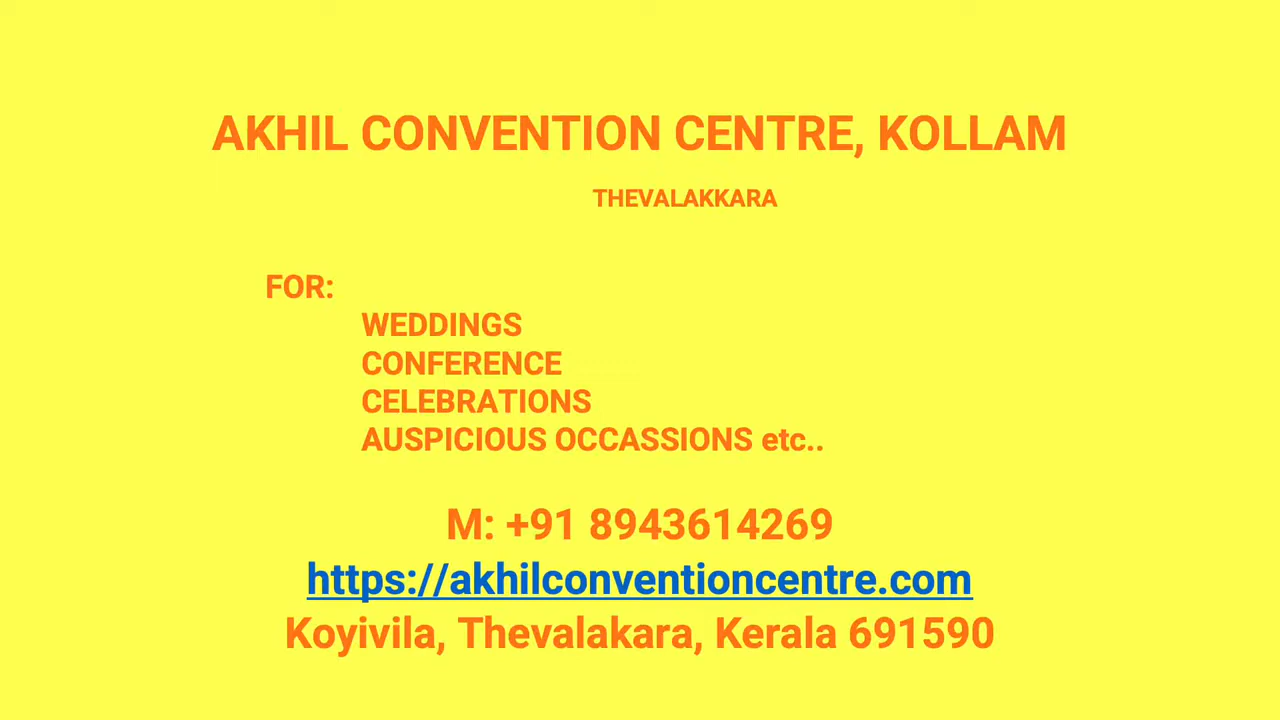 AKHIL CONVENTION CENTRE, KOLLAM
THEVALAKKARA
FOR:
WEDDINGS
CONFERENCE
CELEBRATIONS
AUSPICIOUS OCCASSIONS etc..
M: +91 8943614269
https://akhilconventioncentre.com
Koyivila, Thevalakara, Kerala 691590